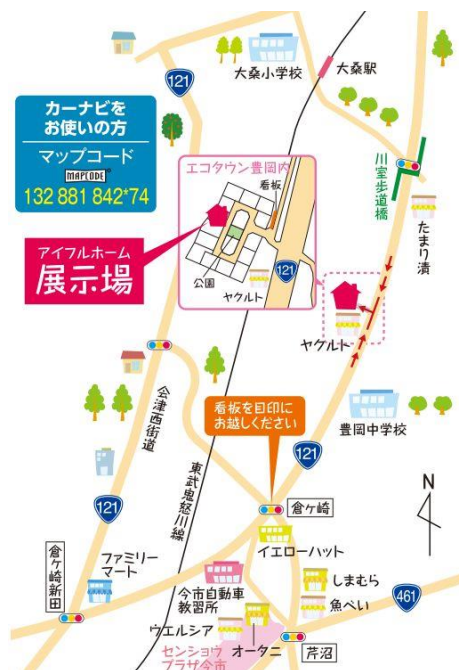 大桑小学校
大桑駅
121
カーナビを
お使いの方
マップコード
MAPCODE
132 881 842*74
川室歩道橋
エコタウン豊岡内
看板
公園
ヤクルト
121
たまり漬
アイフルホーム
展示場
ヤクルト
会津西街道
看板を目印に
お越しください
豊岡中学校
121
東武鬼怒川線
N
121
倉ケ崎
イエローハット
倉ケ崎新田
ファミリー
マート
今市自動車
教習所
しまむら
魚べい
461
ウエルシア
オータニ
センショウ
プラザ今市
芹沼